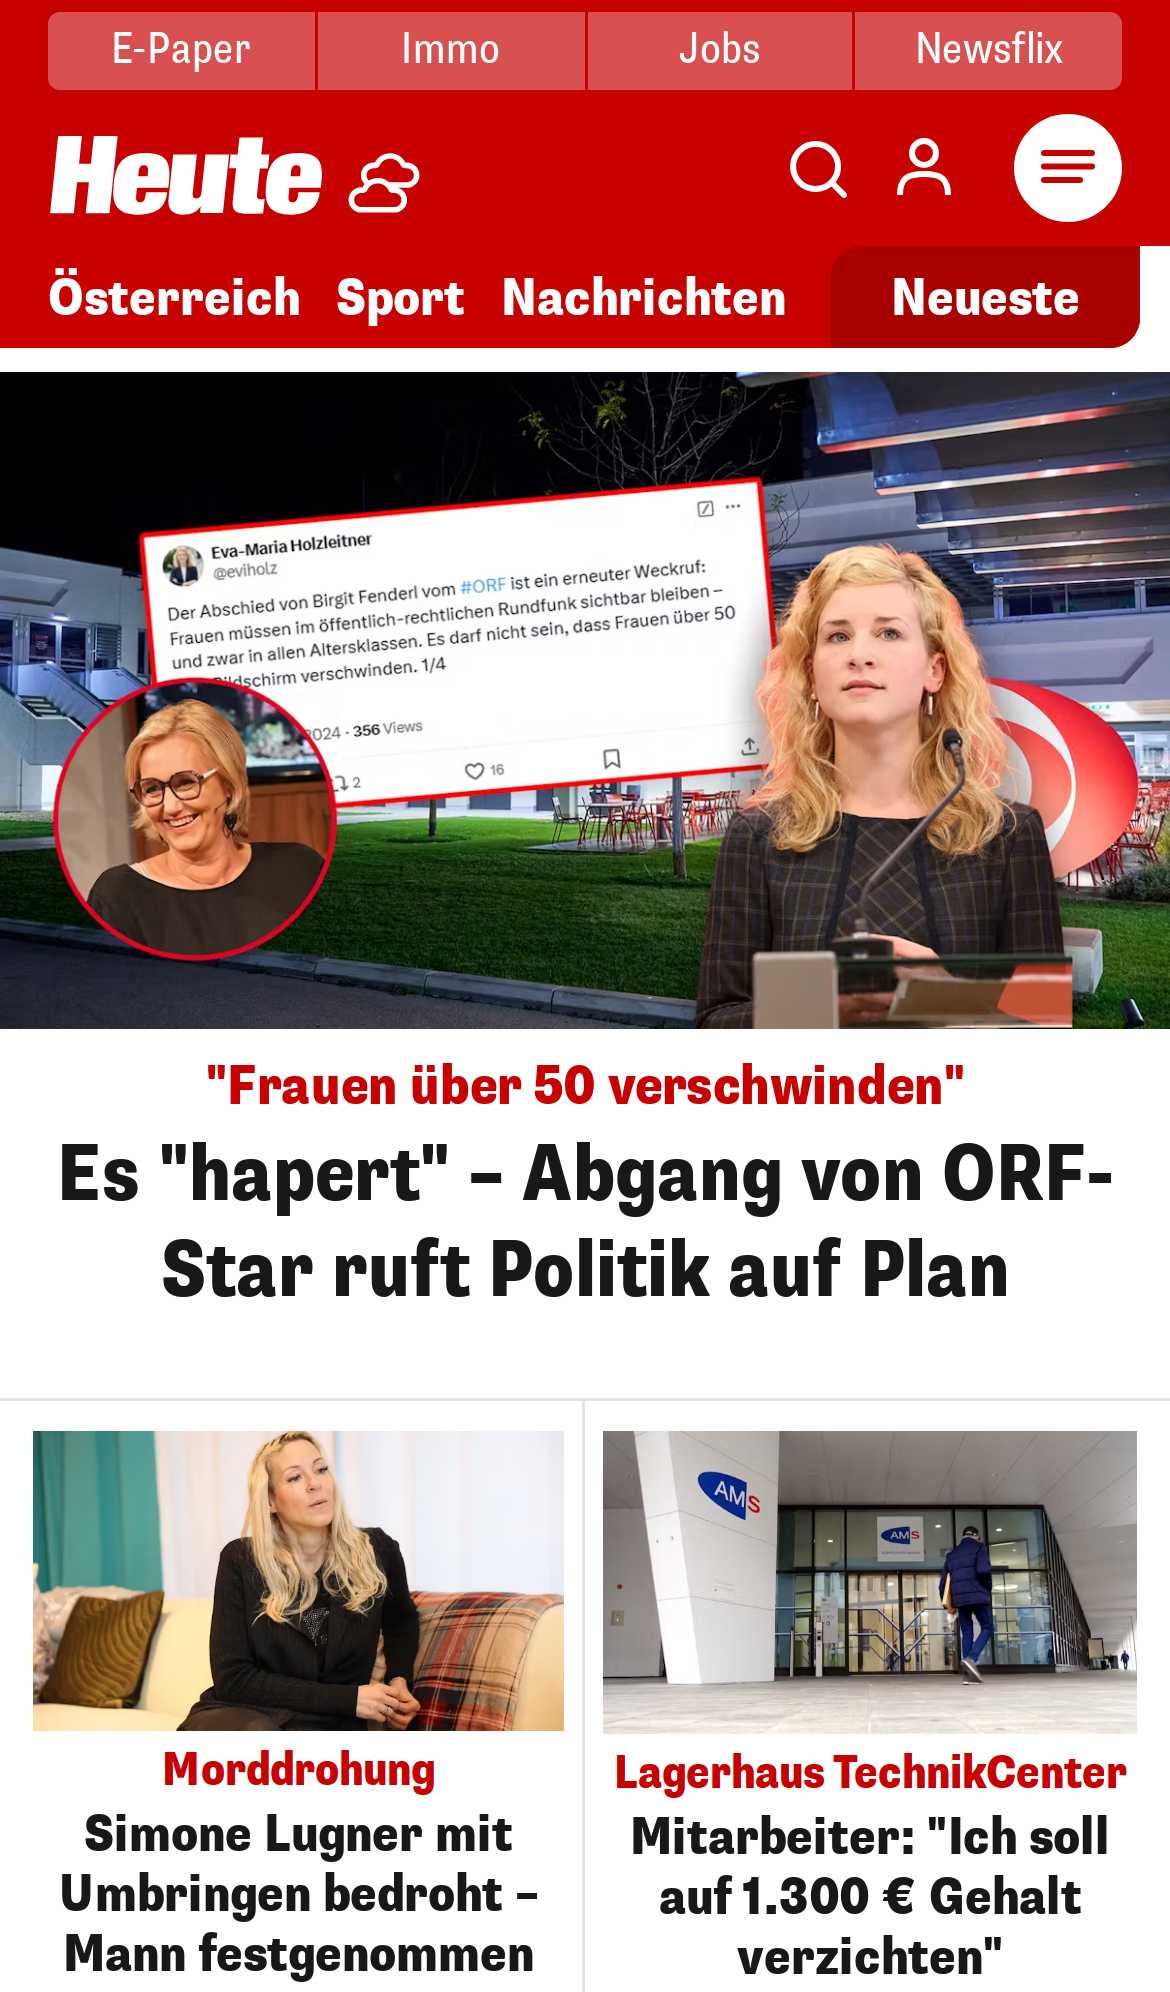 E-Paper
Immo
Jobs
Newsflix
Heute
Österreich
Sport
Nachrichten
Neueste
Eva-Maria Holzleitner
@eviholz
Der Abschied von Birgit Fenderl vom #ORF ist ein erneuter Weckruf:
Frauen müssen im öffentlich-rechtlichen Rundfunk sichtbar bleiben –
und zwar in allen Altersklassen. Es darf nicht sein, dass Frauen über 50
Bildschirm verschwinden. 1/4
2024 · 356 Views
2
16
"Frauen über 50 verschwinden"
Es "hapert" – Abgang von ORF-
Star ruft Politik auf Plan
AMS
AMS
Morddrohung
Simone Lugner mit
Umbringen bedroht –
Mann festgenommen
Lagerhaus TechnikCenter
Mitarbeiter: "Ich soll
auf 1.300 € Gehalt
verzichten"